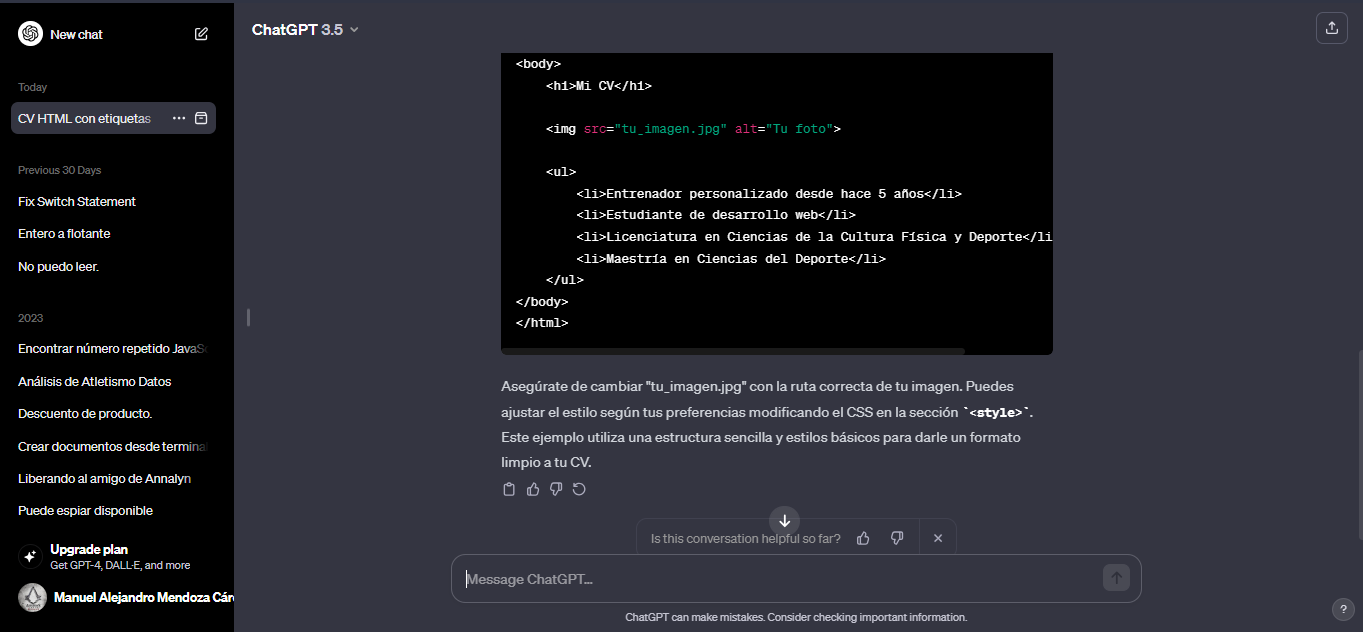 New chat
Today
CV HTML con etiquetas
Previous 30 Days
Fix Switch Statement
Entero a flotante
No puedo leer.
2023
Encontrar número repetido JavaSc
Análisis de Atletismo Datos
Descuento de producto.
Crear documentos desde termina
Liberando al amigo de Annalyn
Puede espiar disponible
Upgrade plan
Get GPT-4, DALL·E, and more
Manuel Alejandro Mendoza Cár
ChatGPT 3.5
<body>
<h1>Mi CV</h1>
<img src="tu_imagen.jpg" alt="Tu foto">
<ul>
<li>Entrenador personalizado desde hace 5 años</li>
<li>Estudiante de desarrollo web</li>
<li>Licenciatura en Ciencias de la Cultura Física y Deporte</li
<li>Maestría en Ciencias del Deporte</li>
</ul>
</body>
</html>
Asegúrate de cambiar "tu_imagen.jpg" con la ruta correcta de tu imagen. Puedes
ajustar el estilo según tus preferencias modificando el CSS en la sección `<style>`.
Este ejemplo utiliza una estructura sencilla y estilos básicos para darle un formato
limpio a tu CV.
Is this conversation helpful so far?
Message ChatGPT...
ChatGPT can make mistakes. Consider checking important information.
?